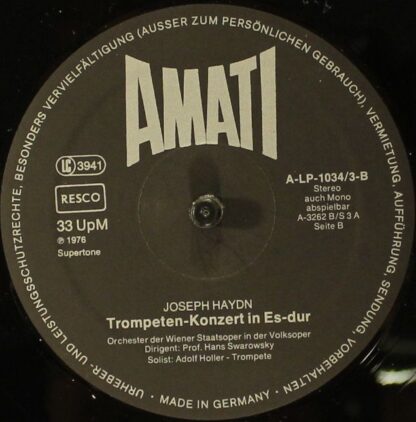 URHEBER- UND LEISTUNGSSCHUTZRECHTE, BESONDERS VERVIELFÄLTIGUNG (AUSSER ZUM PERSÖNLICHEN GEBRAUCH), VERMIETUNG, AUFFÜHRUNG, SENDUNG, VORBEHALTEN
AMATI
LC 3941
RESCO
33 UpM
℗ 1976
Supertone
A-LP-1034/3-B
Stereo
auch Mono
abspielbar
A-3262 B/S 3 A
Seite B
JOSEPH HAYDN
Trompeten-Konzert in Es-dur
Orchester der Wiener Staatsoper in der Volksoper
Dirigent: Prof. Hans Swarowsky
Solist: Adolf Holler - Trompete
• MADE IN GERMANY •